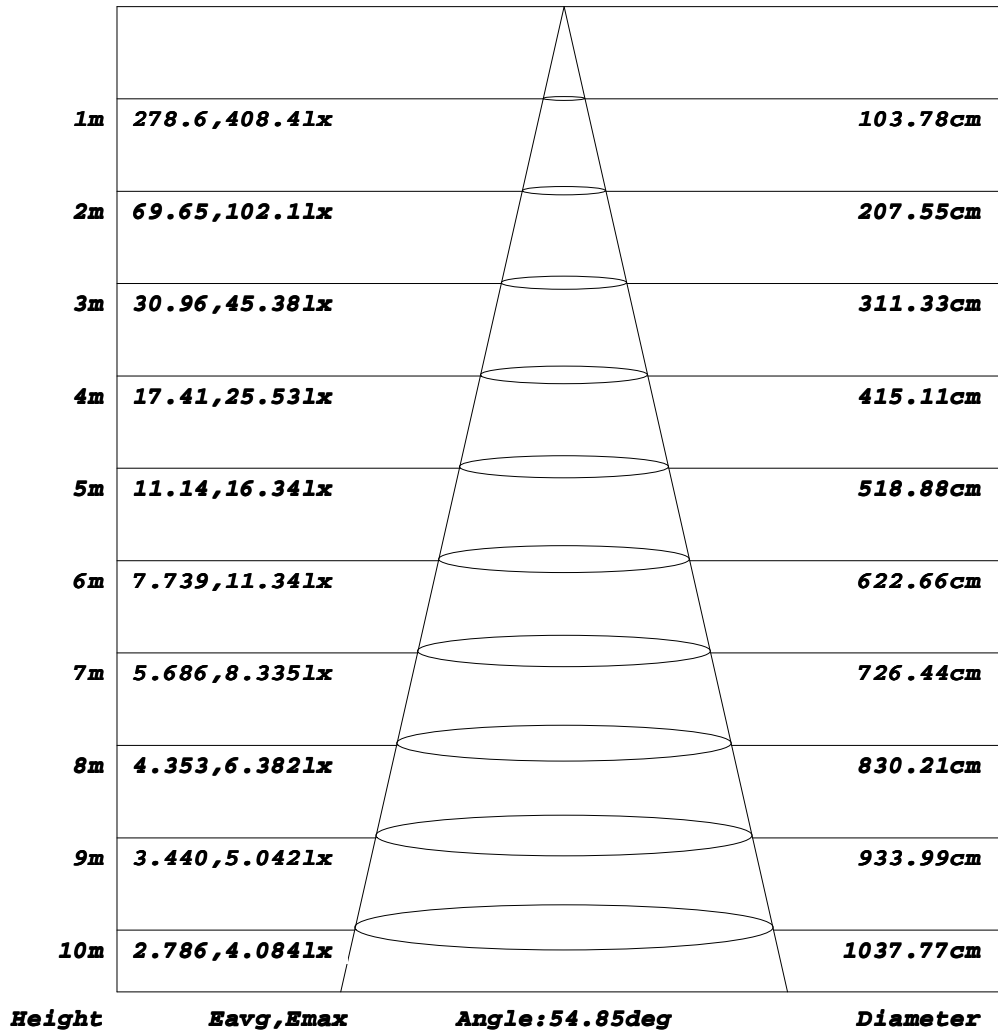 1m 278.6,408.4lx 103.78cm
2m 69.65,102.1lx 207.55cm
3m 30.96,45.38lx 311.33cm
4m 17.41,25.53lx 415.11cm
5m 11.14,16.34lx 518.88cm
6m 7.739,11.34lx 622.66cm
7m 5.686,8.335lx 726.44cm
8m 4.353,6.382lx 830.21cm
9m 3.440,5.042lx 933.99cm
10m 2.786,4.084lx 1037.77cm
Height Eavg,Emax Angle:54.85deg Diameter